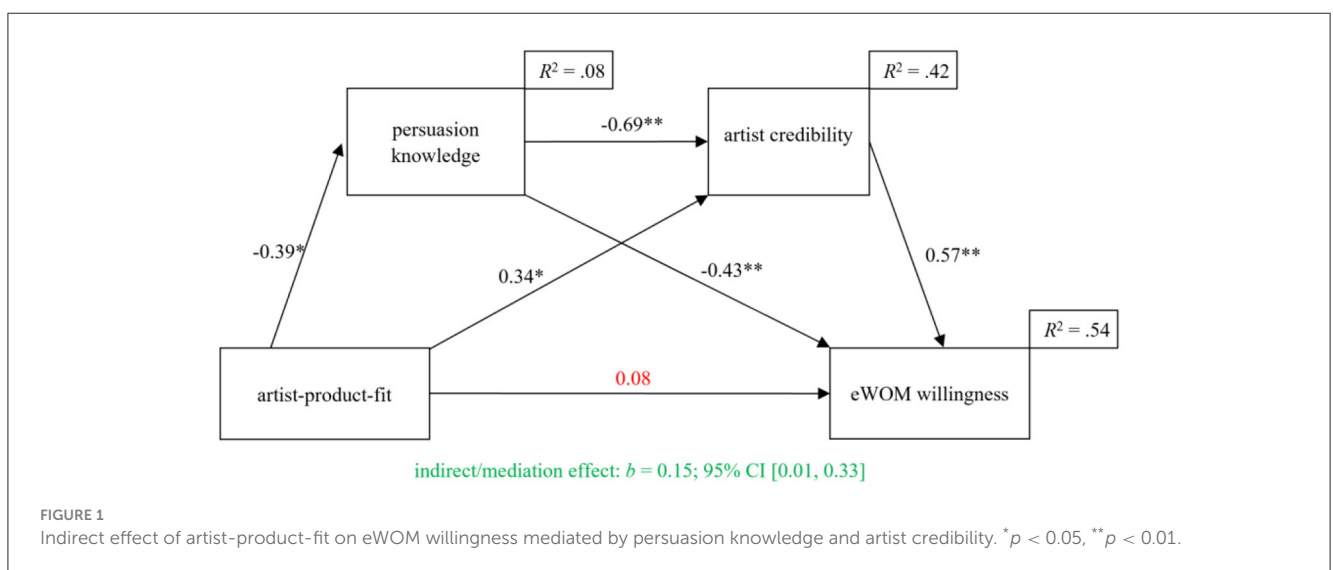 R² = .08
R² = .42
persuasion
knowledge
-0.69**
artist credibility
-0.39*
0.34*
-0.43**
0.57**
R² = .54
artist-product-fit
0.08
eWOM willingness
indirect/mediation effect: b = 0.15; 95% CI [0.01, 0.33]
FIGURE 1
Indirect effect of artist-product-fit on eWOM willingness mediated by persuasion knowledge and artist credibility. *p < 0.05, **p < 0.01.